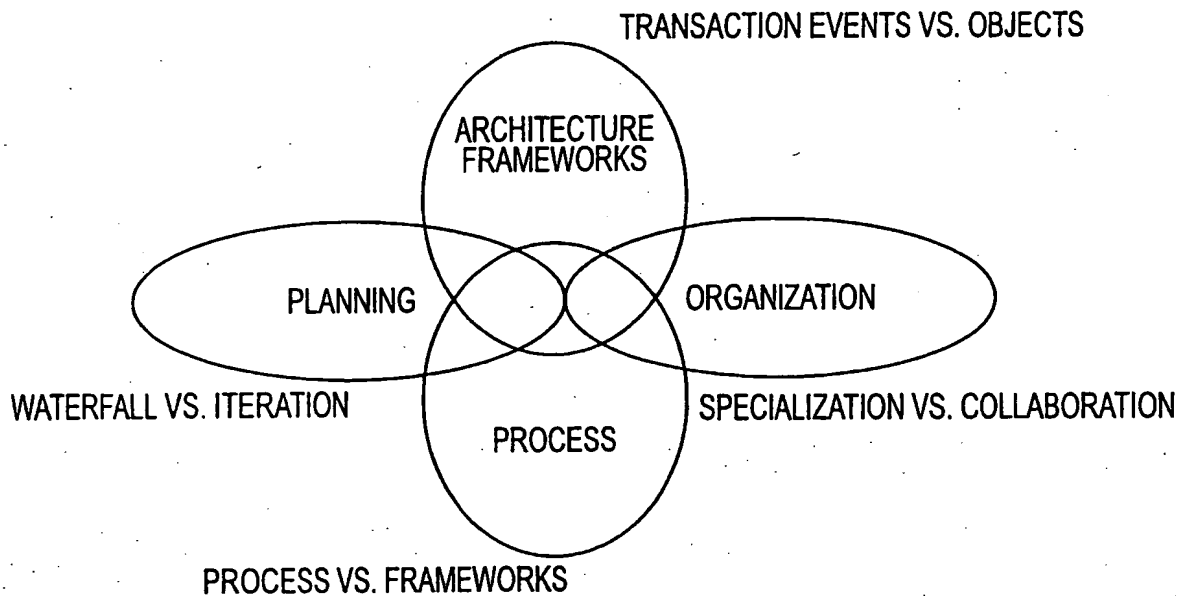 TRANSACTION EVENTS VS. OBJECTS
ARCHITECTURE
FRAMEWORKS
PLANNING
ORGANIZATION
WATERFALL VS. ITERATION
SPECIALIZATION VS. COLLABORATION
PROCESS
PROCESS VS. FRAMEWORKS